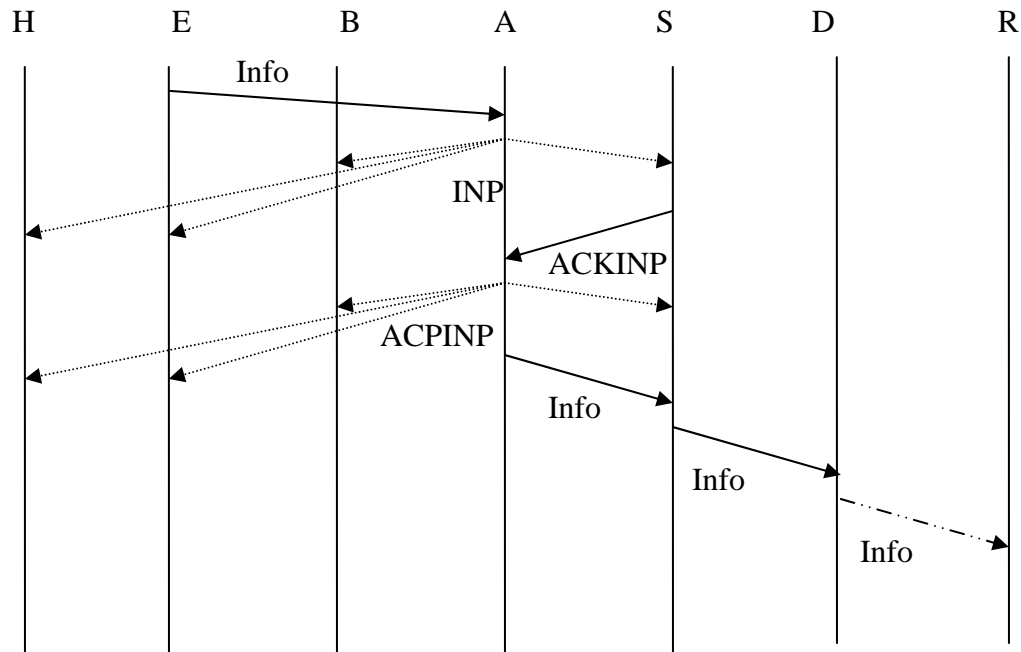 H E B A S D R
Info
INP
ACKINP
ACPINP
Info
Info
Info